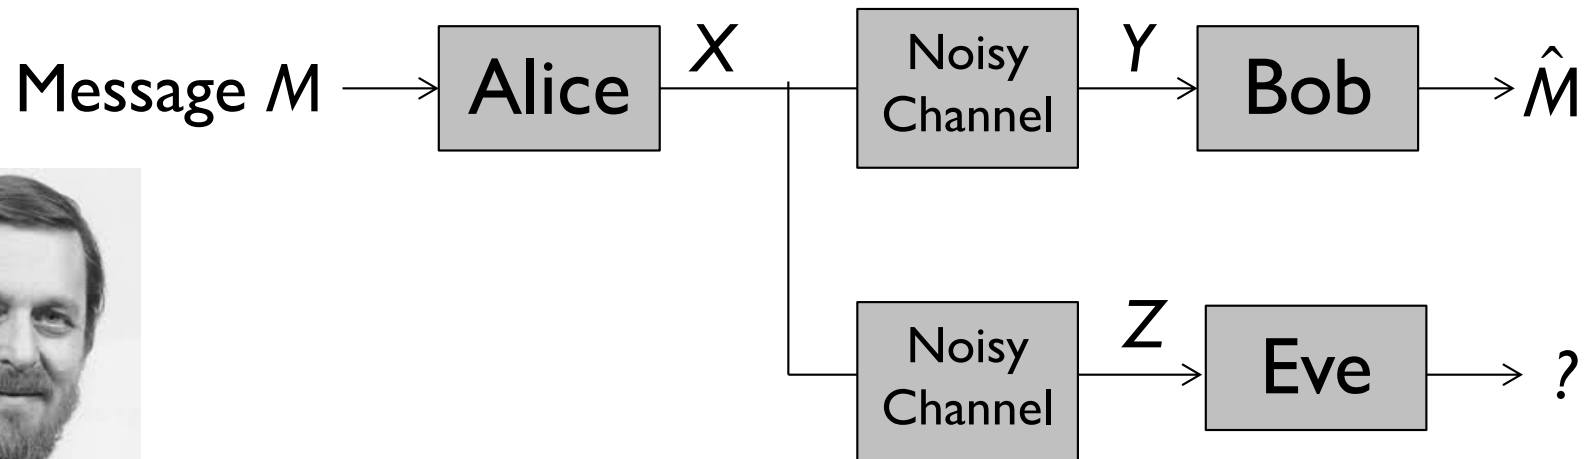 Message M
Alice
X
Noisy
Channel
Y
Bob
M̂
Noisy
Channel
Z
Eve
?